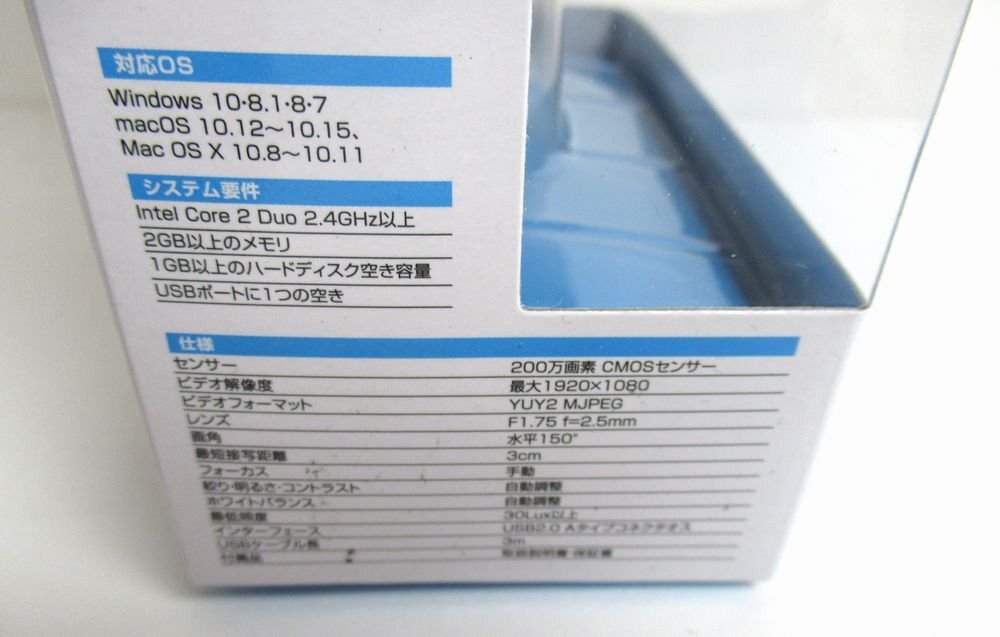 対応OS
Windows 10・8.1・8・7
macOS 10.12～10.15、
Mac OS X 10.8～10.11
システム要件
Intel Core 2 Duo 2.4GHz以上
2GB以上のメモリ
1GB以上のハードディスク空き容量
USBポートに1つの空き
仕様
センサー 200万画素 CMOSセンサー
ビデオ解像度 最大1920×1080
ビデオフォーマット YUY2 MJPEG
レンズ F1.75 f=2.5mm
画角 水平150°
最短接写距離 3cm
フォーカス 手動
絞り・明るさ・コントラスト 自動調整
ホワイトバランス 自動調整
最低照度 30Lux以上
インターフェース USB2.0 Aタイプコネクタオス
USBケーブル長 3m
付属品 取扱説明書・保証書